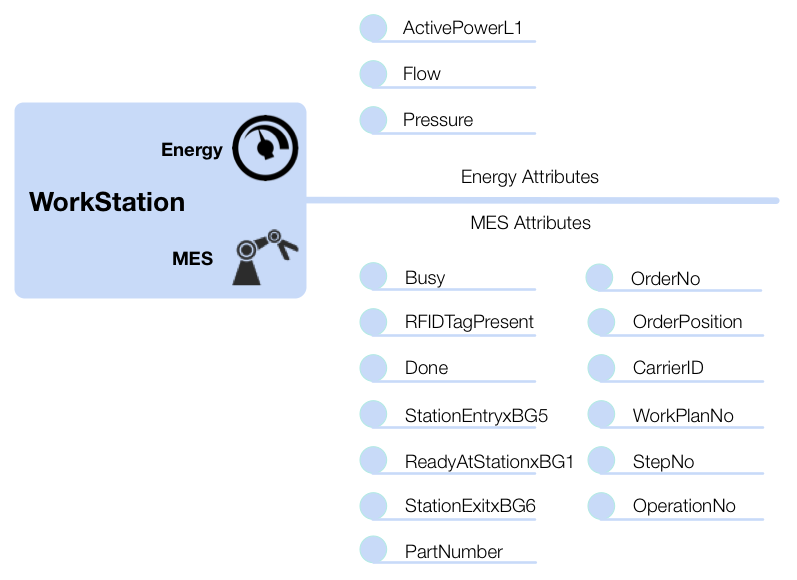 ActivePowerL1
Flow
Pressure
Energy
WorkStation
MES
Energy Attributes
MES Attributes
Busy
RFIDTagPresent
Done
StationEntryxBG5
ReadyAtStationxBG1
StationExitxBG6
PartNumber
OrderNo
OrderPosition
CarrierID
WorkPlanNo
StepNo
OperationNo